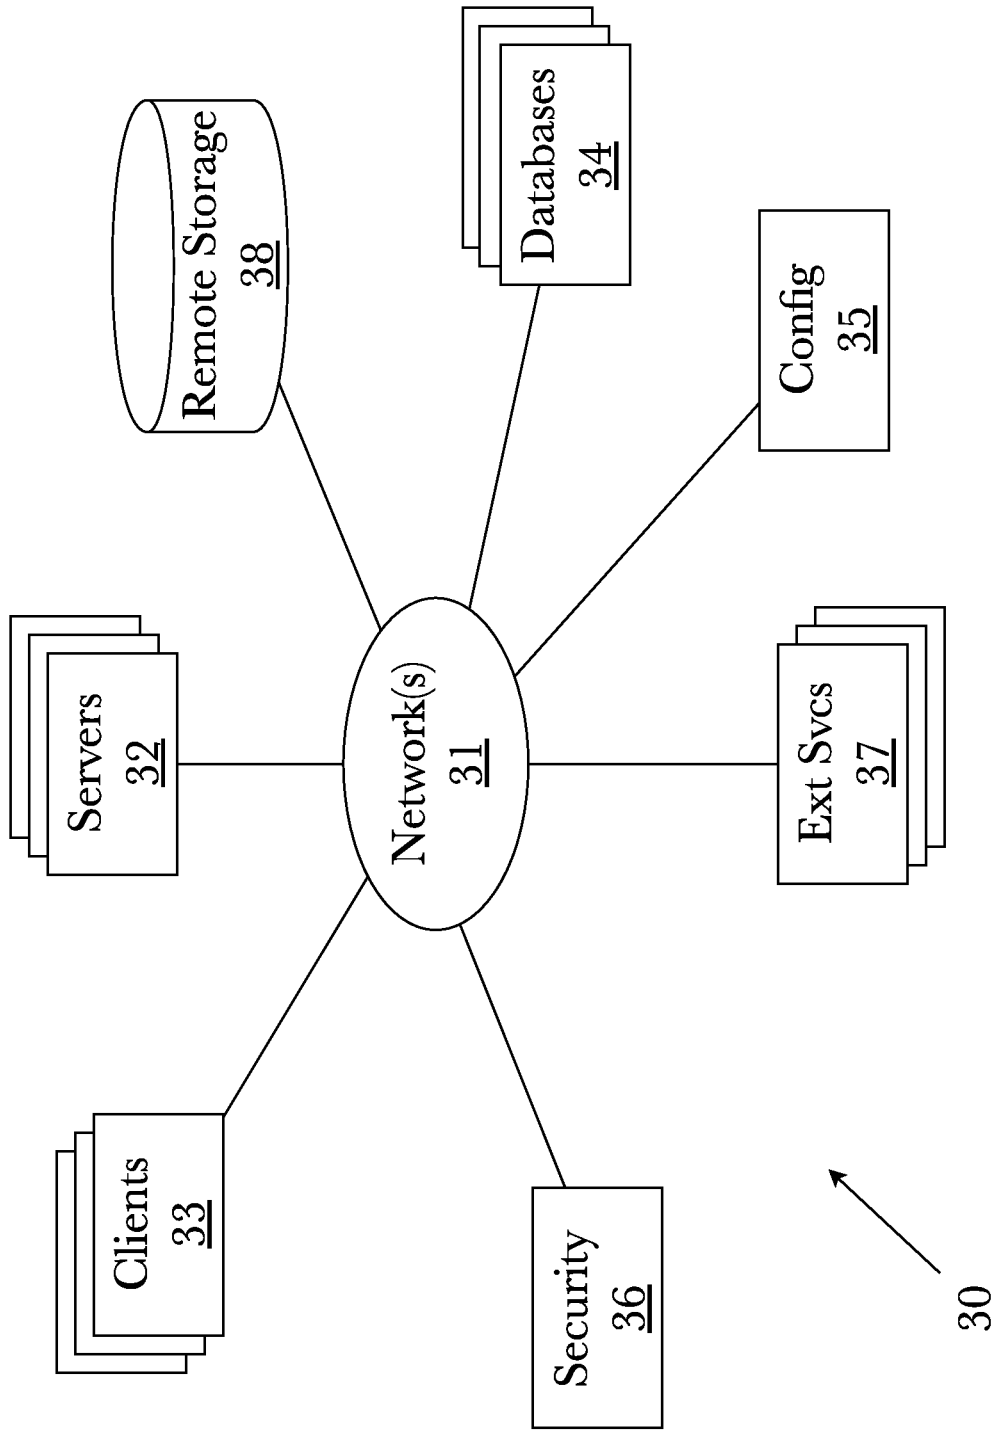 Clients
33
Servers
32
Remote Storage
38
Network(s)
31
Databases
34
Security
36
Ext Svcs
37
Config
35
30